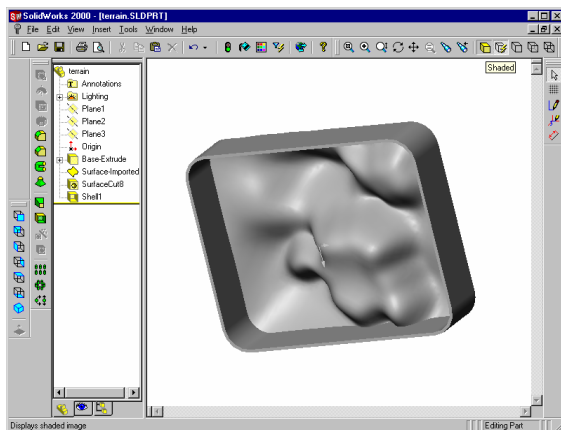 SolidWorks 2000 - [terrain.SLDPRT]
File Edit View Insert Tools Window Help
Shaded
terrain
Annotations
Lighting
Plane1
Plane2
Plane3
Origin
Base-Extrude
Surface-Imported
SurfaceCut8
Shell1
Displays shaded image
Editing Part